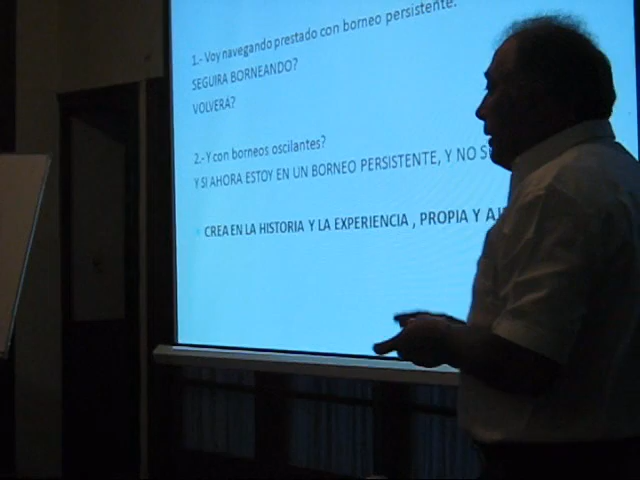 1.- Voy navegando prestado con borneo persistente.
SEGUIRA BORNEANDO?
VOLVERÁ?
2.- Y con borneos oscilantes?
Y SI AHORA ESTOY EN UN BORNEO PERSISTENTE, Y NO
CREA EN LA HISTORIA Y LA EXPERIENCIA , PROPIA Y